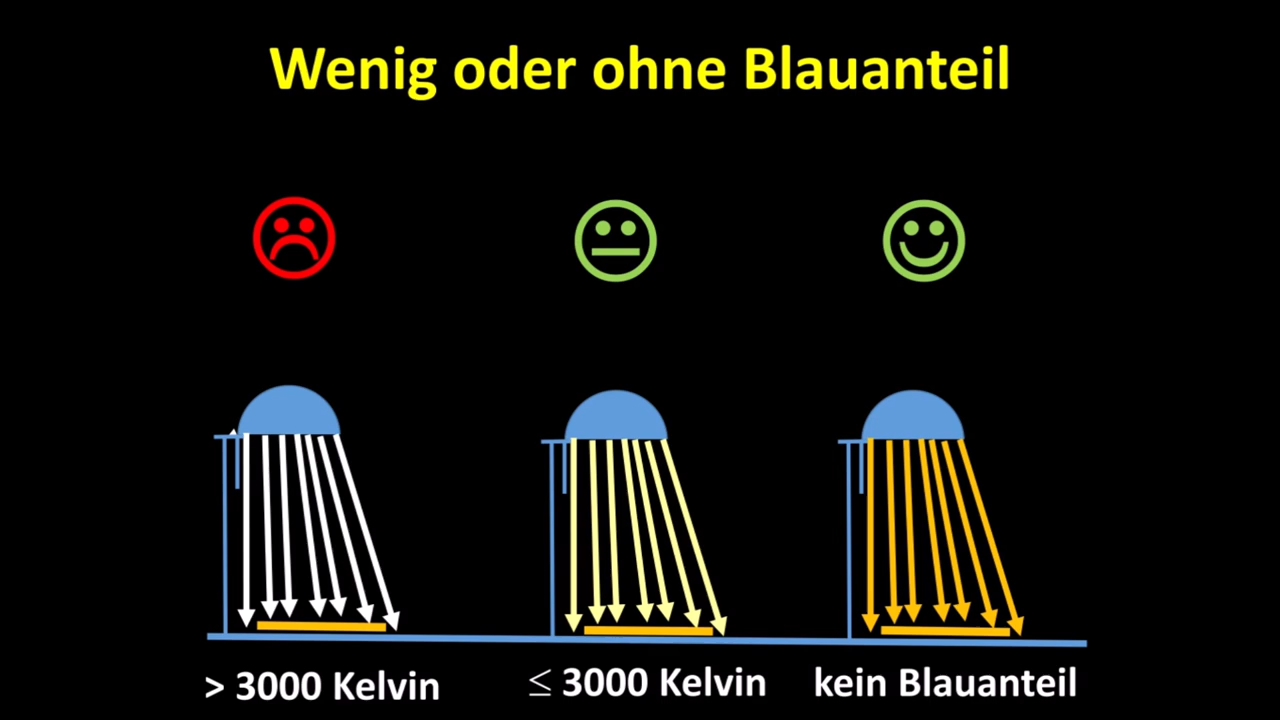 Wenig oder ohne Blauanteil
> 3000 Kelvin
≤ 3000 Kelvin
kein Blauanteil